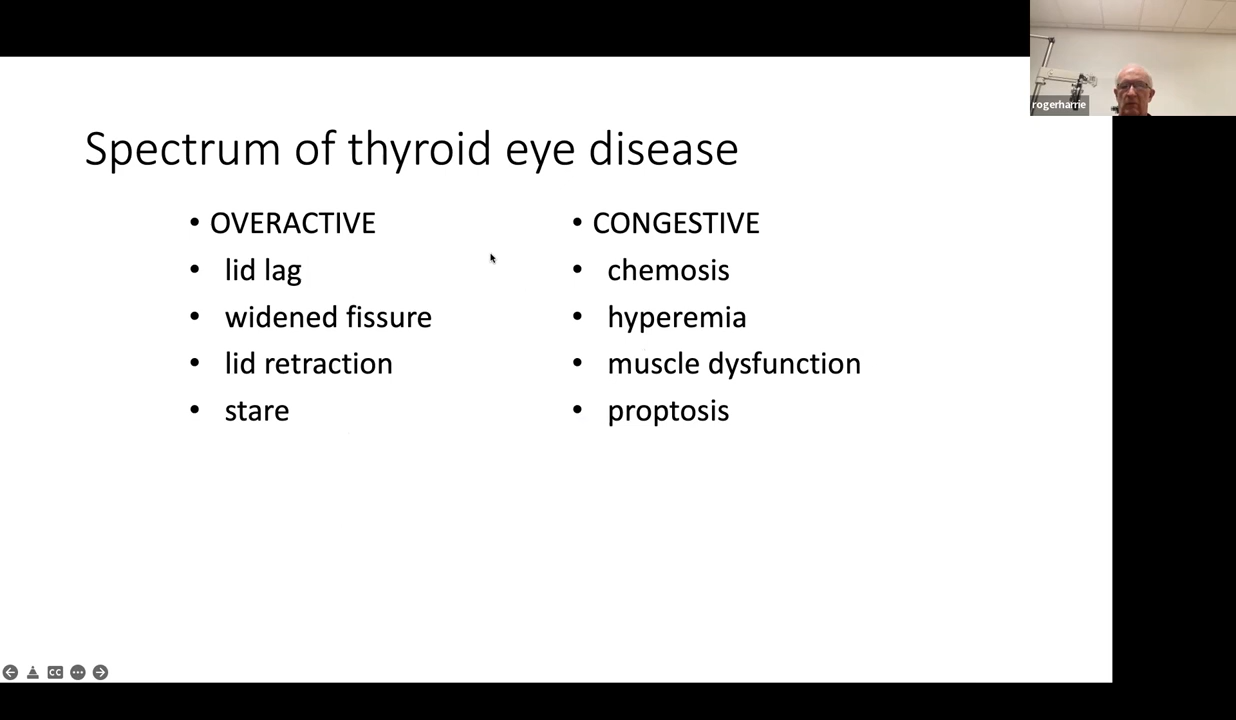 rogerharrie
Spectrum of thyroid eye disease
• OVERACTIVE
• lid lag
• widened fissure
• lid retraction
• stare
• CONGESTIVE
• chemosis
• hyperemia
• muscle dysfunction
• proptosis
CC